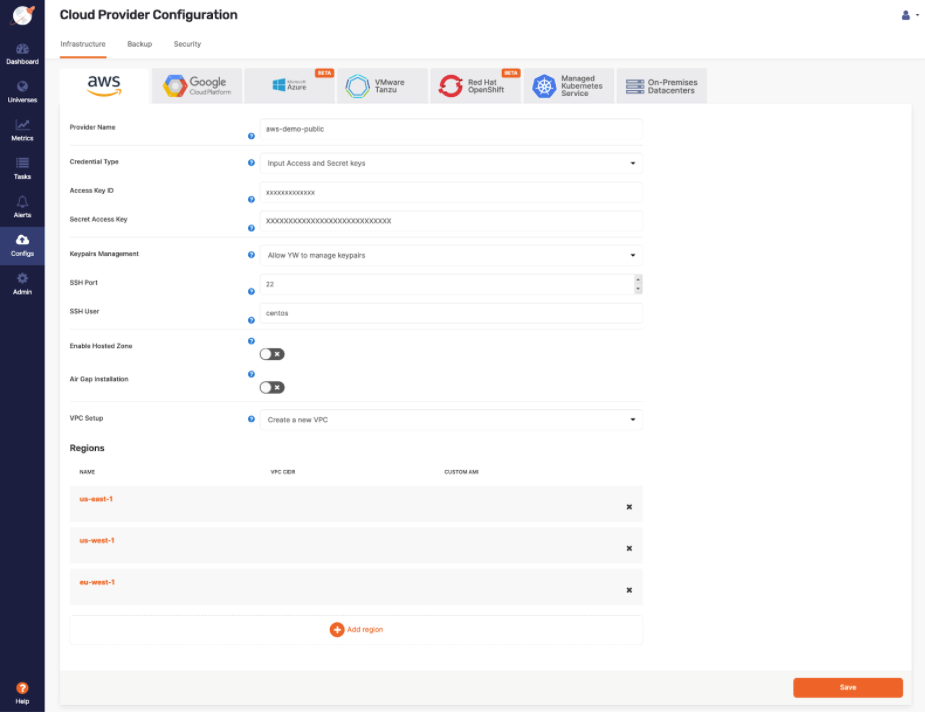 Cloud Provider Configuration
Infrastructure Backup Security
Dashboard
Universes
Metrics
Tasks
Alerts
Configs
Admin
Help
aws
Google
Cloud Platform
BETA
Microsoft
Azure
VMware
Tanzu
BETA
Red Hat
OpenShift
Managed
Kubernetes
Service
On-Premises
Datacenters
Provider Name ? aws-demo-public
Credential Type ? Input Access and Secret keys
Access Key ID ? xxxxxxxxxxxxx
Secret Access Key ? XXXXXXXXXXXXXXXXXXXXXXXXXXXX
Keypairs Management ? Allow YW to manage keypairs
SSH Port ? 22
SSH User ? centos
Enable Hosted Zone ?
Air Gap Installation ?
VPC Setup ? Create a new VPC
Regions
NAME VPC CIDR CUSTOM AMI
us-east-1
us-west-1
eu-west-1
Add region
Save